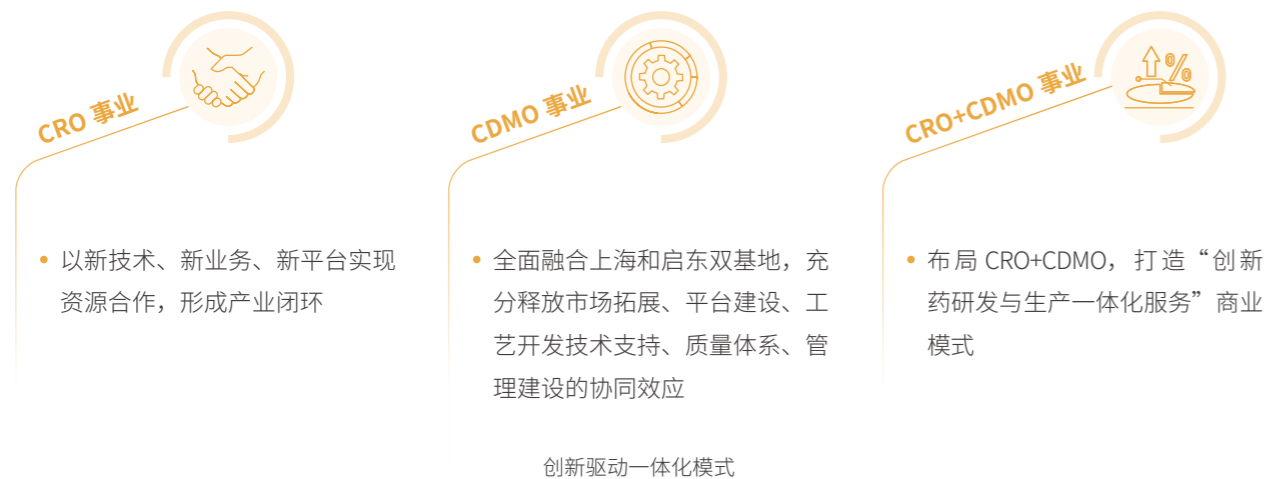 CRO 事业
以新技术、新业务、新平台实现
资源合作，形成产业闭环
CDMO 事业
全面融合上海和启东双基地，充
分释放市场拓展、平台建设、工
艺开发技术支持、质量体系、管
理建设的协同效应
CRO+CDMO 事业
%
布局 CRO+CDMO，打造“创新
药研发与生产一体化服务”商业
模式
创新驱动一体化模式